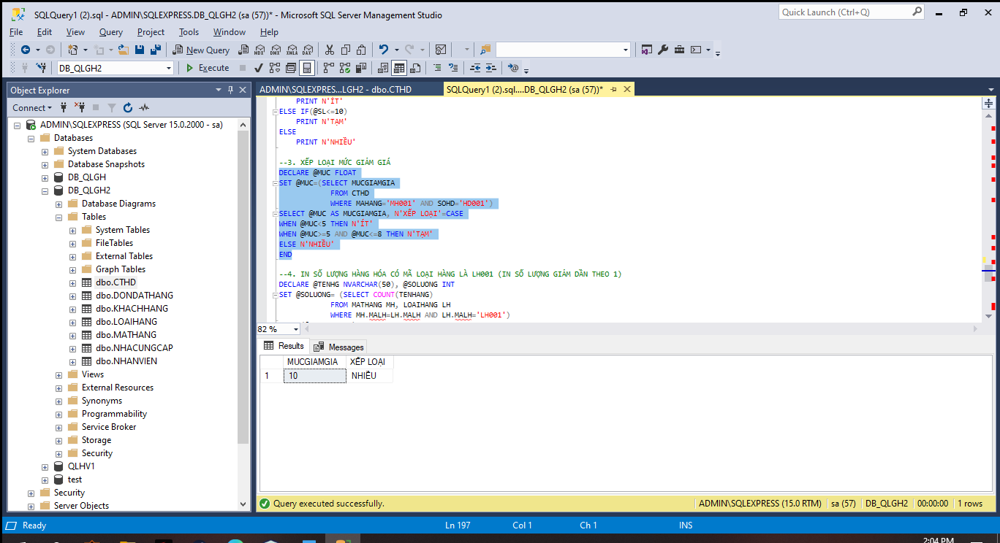 SQLQuery1 (2).sql - ADMIN\SQLEXPRESS.DB_QLGH2 (sa (57))* - Microsoft SQL Server Management Studio
Quick Launch (Ctrl+Q)
File Edit View Query Project Tools Window Help
New Query
MDX DMX XMLA DAX
DB_QLGH2
Execute
Object Explorer
Connect
ADMIN\SQLEXPRESS (SQL Server 15.0.2000 - sa)
Databases
System Databases
Database Snapshots
DB_QLGH
DB_QLGH2
Database Diagrams
Tables
System Tables
FileTables
External Tables
Graph Tables
dbo.CTHD
dbo.DONDATHANG
dbo.KHACHHANG
dbo.LOAIHANG
dbo.MATHANG
dbo.NHACUNGCAP
dbo.NHANVIEN
Views
External Resources
Synonyms
Programmability
Service Broker
Storage
Security
QLHV1
test
Security
Server Objects
ADMIN\SQLEXPRES...LGH2 - dbo.CTHD
SQLQuery1 (2).sql....DB_QLGH2 (sa (57))*
PRINT N'ÍT'
ELSE IF(@SL<=10)
PRINT N'TẠM'
ELSE
PRINT N'NHIỀU'
--3. XẾP LOẠI MỨC GIẢM GIÁ
DECLARE @MUC FLOAT
SET @MUC=(SELECT MUCGIAMGIA
FROM CTHD
WHERE MAHANG='MH001' AND SOHD='HD001')
SELECT @MUC AS MUCGIAMGIA, N'XẾP LOẠI'=CASE
WHEN @MUC<5 THEN N'ÍT'
WHEN @MUC>=5 AND @MUC<=8 THEN N'TẠM'
ELSE N'NHIỀU'
END
--4. IN SỐ LƯỢNG HÀNG HÓA CÓ MÃ LOẠI HÀNG LÀ LH001 (IN SỐ LƯỢNG GIẢM DẦN THEO 1)
DECLARE @TENHG NVARCHAR(50), @SOLUONG INT
SET @SOLUONG= (SELECT COUNT(TENHANG)
FROM MATHANG MH, LOAIHANG LH
WHERE MH.MALH=LH.MALH AND LH.MALH='LH001')
82 %
Results Messages
MUCGIAMGIA XẾP LOẠI
1 10 NHIỀU
Query executed successfully.
ADMIN\SQLEXPRESS (15.0 RTM) sa (57) DB_QLGH2 00:00:00 1 rows
Ready Ln 197 Col 1 Ch 1 INS
2:04 PM